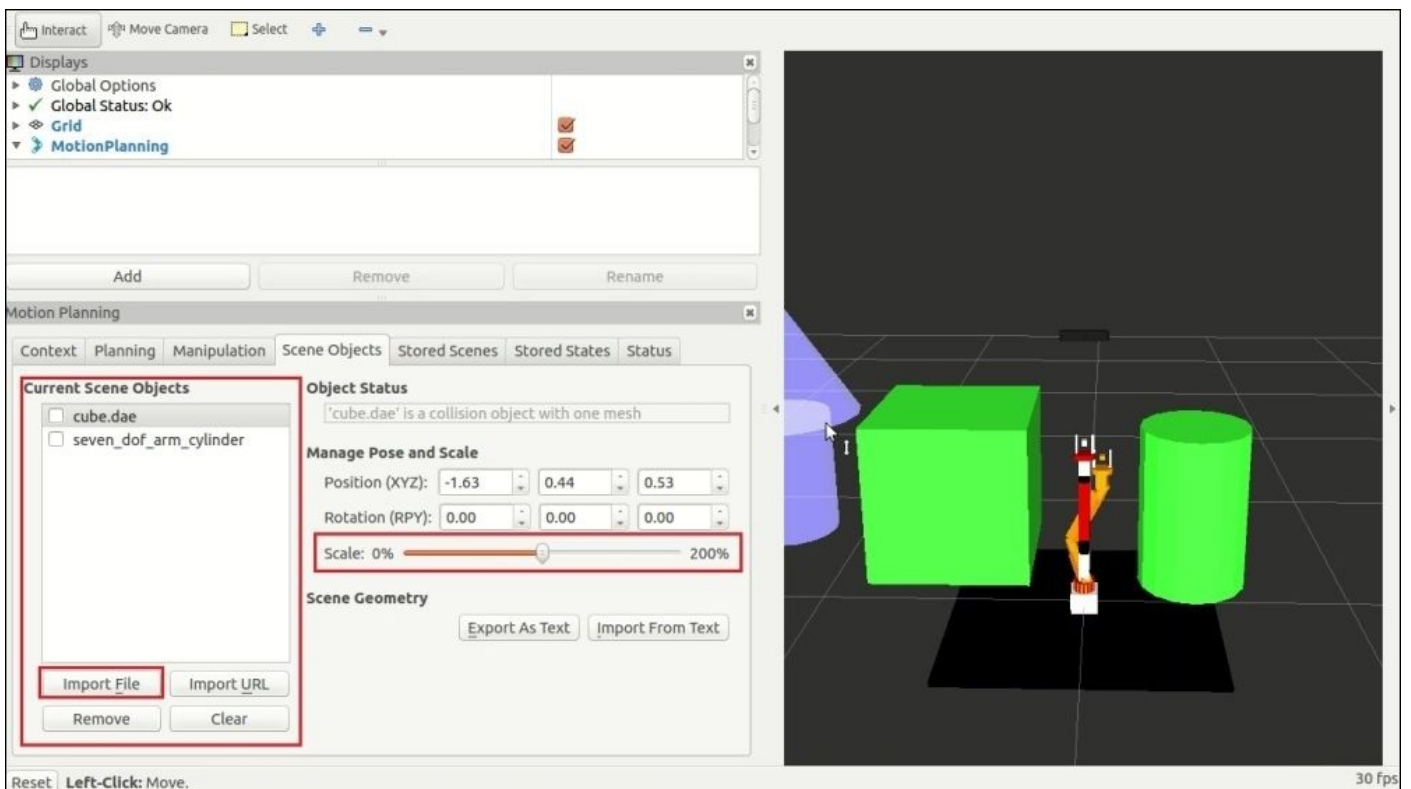 Interact Move Camera Select
Displays
Global Options
Global Status: Ok
Grid
MotionPlanning
Add Remove Rename
Motion Planning
Context Planning Manipulation Scene Objects Stored Scenes Stored States Status
Current Scene Objects
cube.dae
seven_dof_arm_cylinder
Import File Import URL
Remove Clear
Object Status
'cube.dae' is a collision object with one mesh
Manage Pose and Scale
Position (XYZ): -1.63 0.44 0.53
Rotation (RPY): 0.00 0.00 0.00
Scale: 0% 200%
Scene Geometry
Export As Text Import From Text
Reset Left-Click: Move. 30 fps